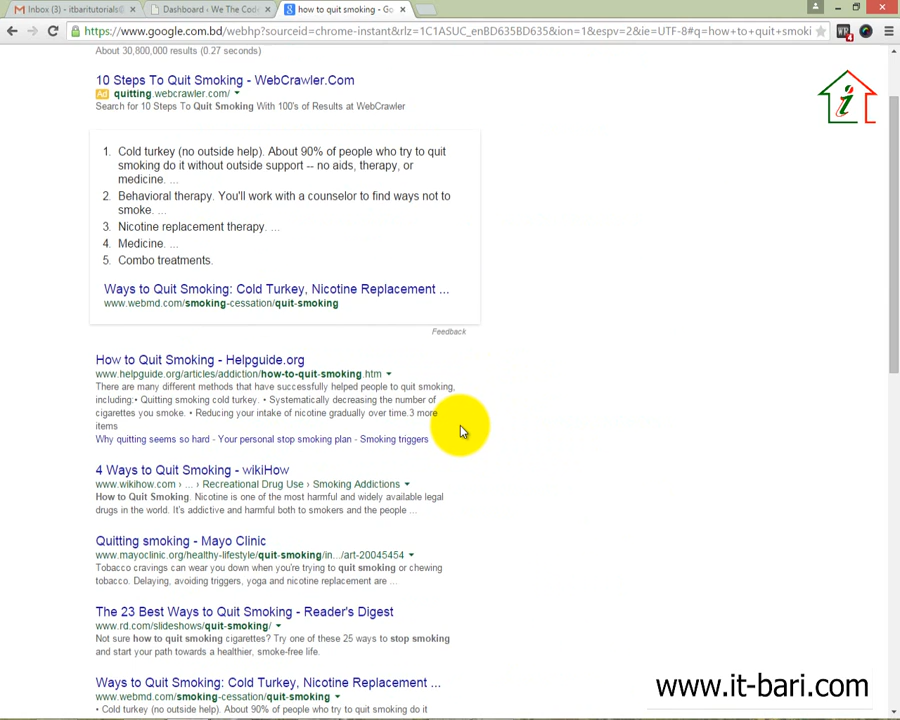 Inbox (3) - itbaritutorials@
Dashboard ‹ We The Cod
how to quit smoking - Go
https://www.google.com.bd/webhp?sourceid=chrome-instant&rlz=1C1ASUC_enBD635BD635&ion=1&espv=2&ie=UTF-8#q=how+to+quit+smoki
About 30,800,000 results (0.27 seconds)
10 Steps To Quit Smoking - WebCrawler.Com
Ad quitting.webcrawler.com/
Search for 10 Steps To Quit Smoking With 100's of Results at WebCrawler
1. Cold turkey (no outside help). About 90% of people who try to quit
smoking do it without outside support -- no aids, therapy, or
medicine. ...
2. Behavioral therapy. You'll work with a counselor to find ways not to
smoke. ...
3. Nicotine replacement therapy. ...
4. Medicine. ...
5. Combo treatments.
Ways to Quit Smoking: Cold Turkey, Nicotine Replacement ...
www.webmd.com/smoking-cessation/quit-smoking
Feedback
How to Quit Smoking - Helpguide.org
www.helpguide.org/articles/addiction/how-to-quit-smoking.htm
There are many different methods that have successfully helped people to quit smoking,
including:• Quitting smoking cold turkey. • Systematically decreasing the number of
cigarettes you smoke. • Reducing your intake of nicotine gradually over time.3 more
items
Why quitting seems so hard - Your personal stop smoking plan - Smoking triggers
4 Ways to Quit Smoking - wikiHow
www.wikihow.com › ... › Recreational Drug Use › Smoking Addictions
How to Quit Smoking. Nicotine is one of the most harmful and widely available legal
drugs in the world. It's addictive and harmful both to smokers and the people ...
Quitting smoking - Mayo Clinic
www.mayoclinic.org/healthy-lifestyle/quit-smoking/in.../art-20045454
Tobacco cravings can wear you down when you're trying to quit smoking or chewing
tobacco. Delaying, avoiding triggers, yoga and nicotine replacement are ...
The 23 Best Ways to Quit Smoking - Reader's Digest
www.rd.com/slideshows/quit-smoking/
Not sure how to quit smoking cigarettes? Try one of these 25 ways to stop smoking
and start your path towards a healthier, smoke-free life.
Ways to Quit Smoking: Cold Turkey, Nicotine Replacement ...
www.webmd.com/smoking-cessation/quit-smoking
• Cold turkey (no outside help). About 90% of people who try to quit smoking do it
www.it-bari.com